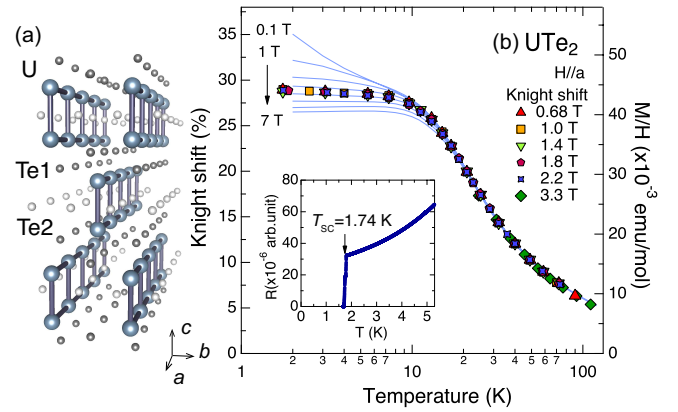 (a)
U
Te1
Te2
c
b
a
(b) UTe₂
H//a
Knight shift
0.68 T
1.0 T
1.4 T
1.8 T
2.2 T
3.3 T
0.1 T
1 T
7 T
Knight shift (%)
35
30
25
20
15
10
5
0
M/H (x10⁻³ emu/mol)
50
40
30
20
10
0
R(x10⁻⁶ arb.unit)
80
60
40
20
0
T_SC=1.74 K
0 1 2 3 4 5
T (K)
2 3 4 5 6 7 2 3 4 5 6 7
1 10 100
Temperature (K)